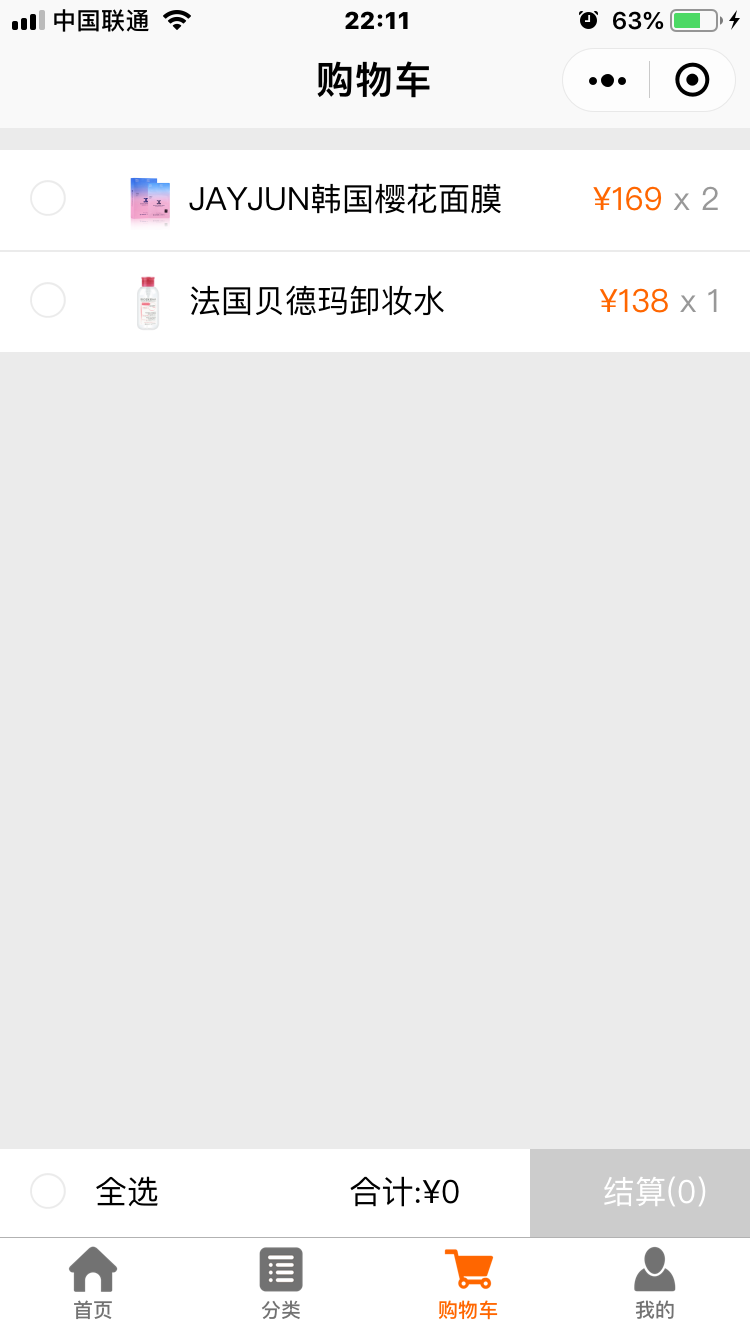 中国联通 22:11 63%
购物车
JAYJUN韩国樱花面膜 ¥169 x 2
法国贝德玛卸妆水 ¥138 x 1
全选 合计:¥0 结算(0)
首页 分类 购物车 我的